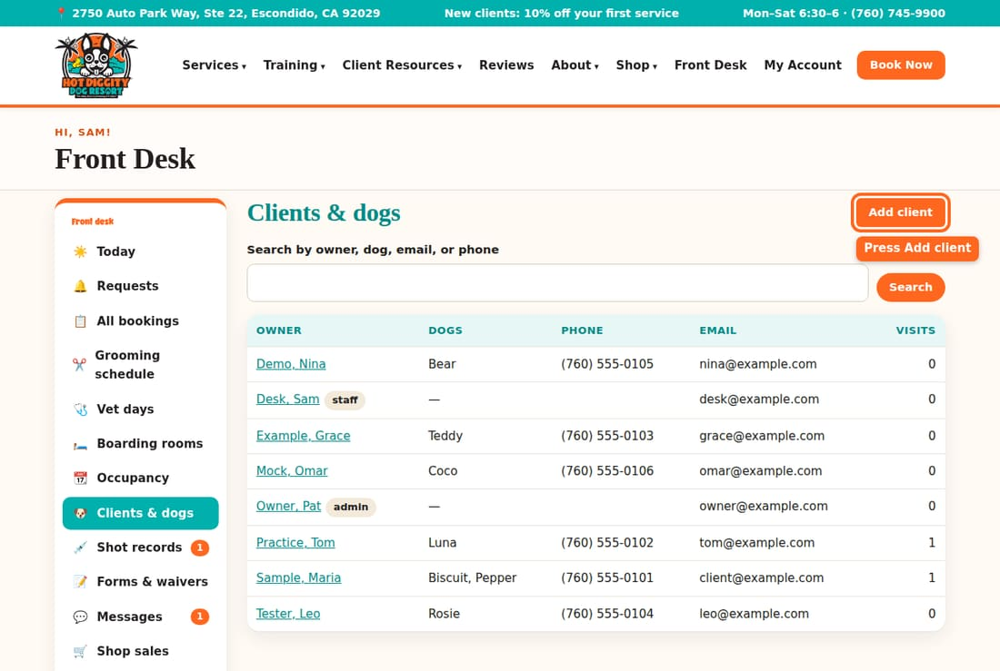 📍 2750 Auto Park Way, Ste 22, Escondido, CA 92029 New clients: 10% off your first service Mon–Sat 6:30–6 · (760) 745-9900
HOT DIGGITY
DOG RESORT
Services ▾ Training ▾ Client Resources ▾ Reviews About ▾ Shop ▾ Front Desk My Account Book Now
HI, SAM!
Front Desk
Front desk
Today
Requests
All bookings
Grooming
schedule
Vet days
Boarding rooms
Occupancy
Clients & dogs
Shot records 1
Forms & waivers
Messages 1
Shop sales
Clients & dogs
Add client
Press Add client
Search by owner, dog, email, or phone
Search
OWNER DOGS PHONE EMAIL VISITS
Demo, Nina Bear (760) 555-0105 nina@example.com 0
Desk, Sam staff — desk@example.com 0
Example, Grace Teddy (760) 555-0103 grace@example.com 0
Mock, Omar Coco (760) 555-0106 omar@example.com 0
Owner, Pat admin — owner@example.com 0
Practice, Tom Luna (760) 555-0102 tom@example.com 1
Sample, Maria Biscuit, Pepper (760) 555-0101 client@example.com 1
Tester, Leo Rosie (760) 555-0104 leo@example.com 0